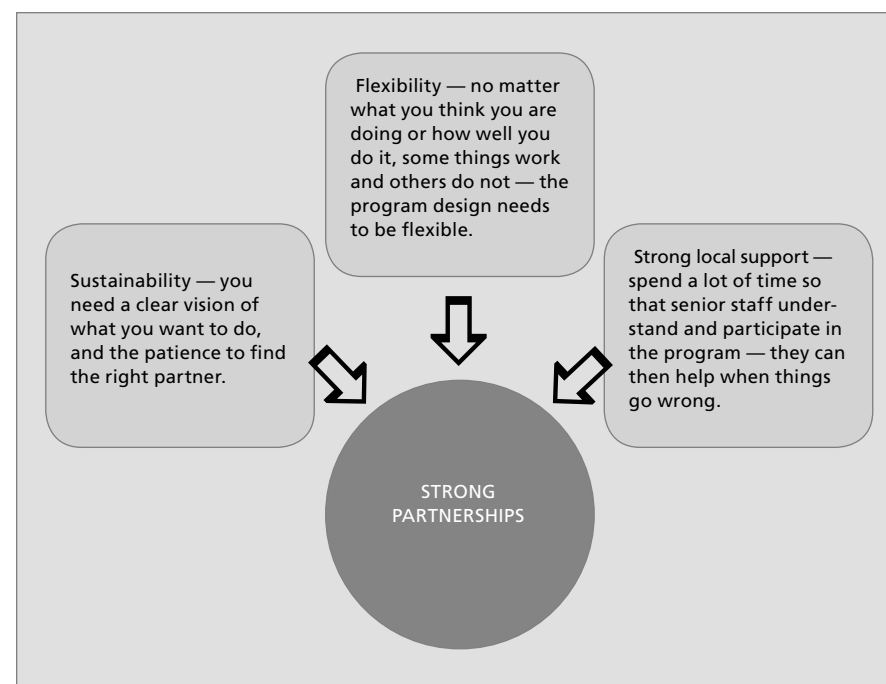 Flexibility — no matter
what you think you are
doing or how well you
do it, some things work
and others do not — the
program design needs
to be flexible.
Sustainability — you
need a clear vision of
what you want to do,
and the patience to find
the right partner.
Strong local support —
spend a lot of time so
that senior staff under-
stand and participate in
the program — they can
then help when things
go wrong.
STRONG
PARTNERSHIPS